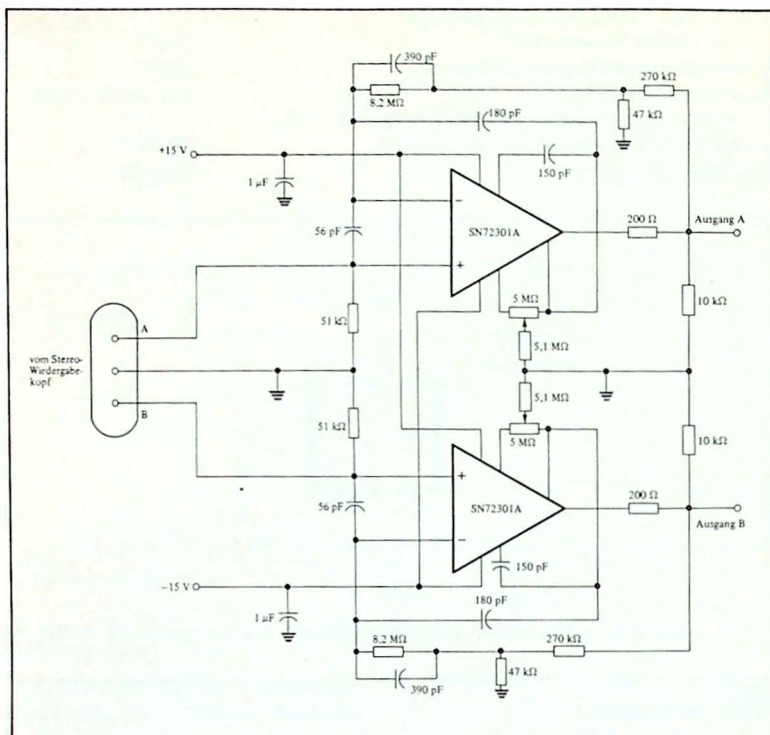 390 pF
270 kΩ
8,2 MΩ
47 kΩ
180 pF
+15 V
150 pF
1 µF
−
SN72301A
56 pF
200 Ω
Ausgang A
+
5 MΩ
10 kΩ
51 kΩ
A
5,1 MΩ
vom Stereo-
Wiedergabe-
kopf
B
5,1 MΩ
51 kΩ
5 MΩ
10 kΩ
+
200 Ω
56 pF
SN72301A
Ausgang B
−
150 pF
−15 V
180 pF
1 µF
8,2 MΩ
270 kΩ
47 kΩ
390 pF